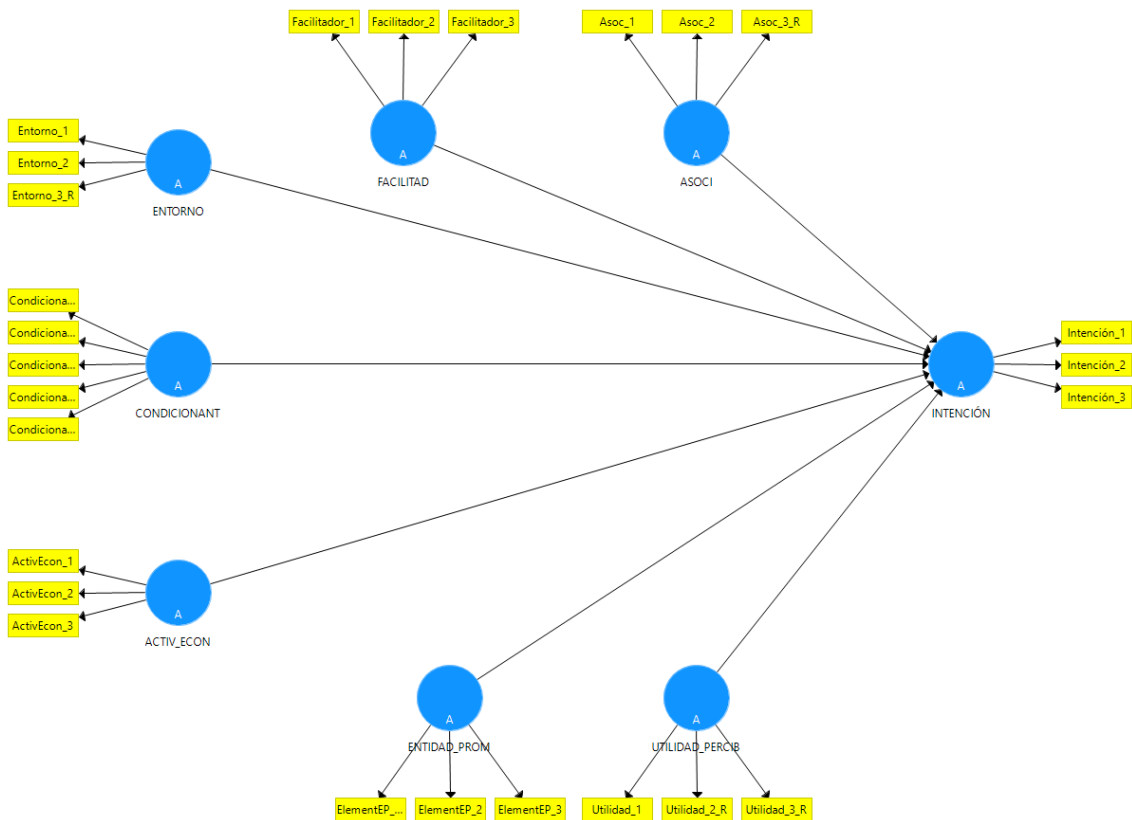 Facilitador_1
Facilitador_2
Facilitador_3
Asoc_1
Asoc_2
Asoc_3_R
A
FACILITAD
A
ASOCI
Entorno_1
Entorno_2
Entorno_3_R
A
ENTORNO
Condiciona...
Condiciona...
Condiciona...
Condiciona...
Condiciona...
A
CONDICIONANT
A
INTENCIÓN
Intención_1
Intención_2
Intención_3
ActivEcon_1
ActivEcon_2
ActivEcon_3
A
ACTIV_ECON
A
ENTIDAD_PROM
A
UTILIDAD_PERCIB
ElementEP_...
ElementEP_2
ElementEP_3
Utilidad_1
Utilidad_2_R
Utilidad_3_R